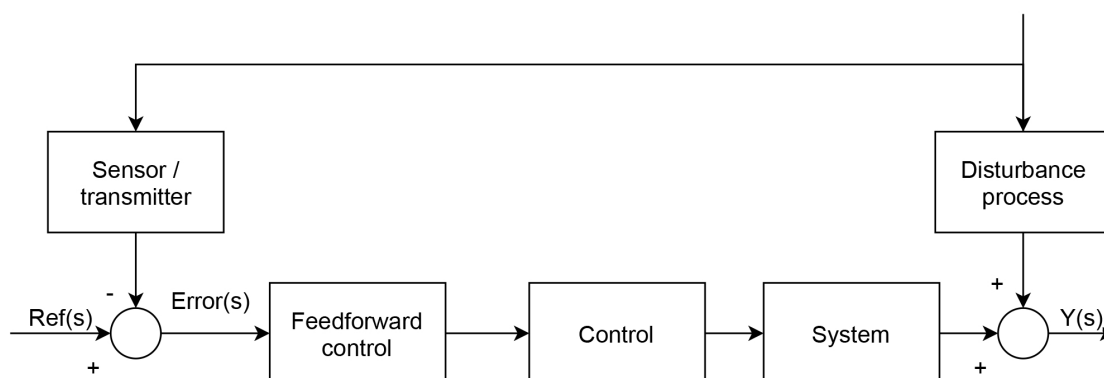 Sensor /
transmitter
Disturbance
process
-
+
Ref(s)
Error(s)
Feedforward
control
Control
System
Y(s)
+
+